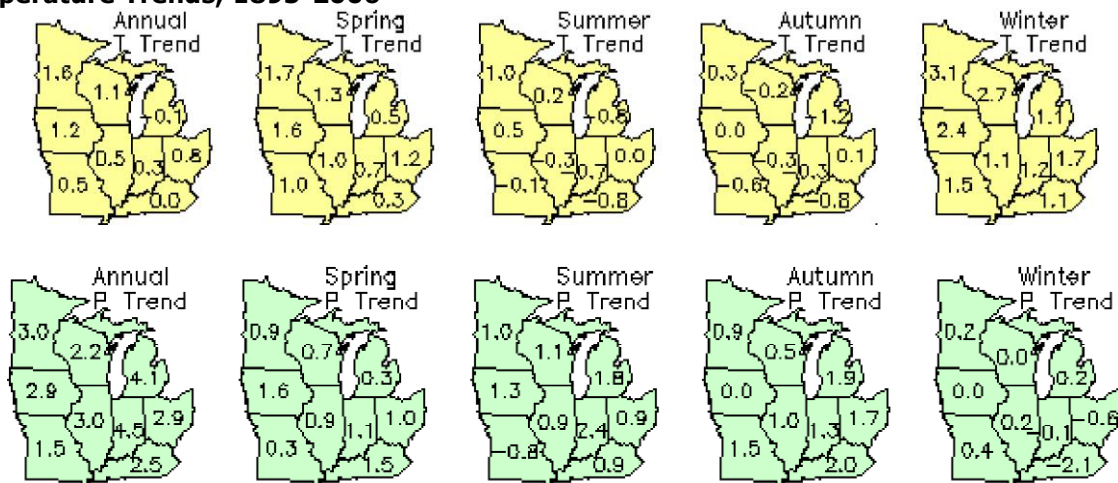 perature Trends, 1895-2008
Annual Spring Summer Autumn Winter
T Trend T Trend T Trend T Trend T Trend
1.6 1.1 -0.1 1.2 0.5 0.3 0.8 0.5 0.0
1.7 1.3 0.5 1.6 1.0 0.7 1.2 1.0 0.3
1.0 0.2 0.5 -0.3 -0.7 0.0 -0.1 -0.8
0.3 -0.2 -1.2 0.0 -0.3 -0.3 0.1 -0.6 -0.8
3.1 2.7 1.1 2.4 1.1 1.2 1.7 1.5 1.1
Annual Spring Summer Autumn Winter
P Trend P Trend P Trend P Trend P Trend
3.0 2.2 4.1 2.9 3.0 4.5 2.9 1.5 2.5
0.9 0.7 0.3 1.6 0.9 1.1 1.0 0.3 1.5
1.0 1.1 1.8 1.3 0.9 2.4 0.9 -0.8 0.9
0.9 0.5 1.9 0.0 1.0 1.3 1.7 1.5 2.0
0.2 0.0 0.2 0.0 0.2 -0.1 -0.6 0.4 -2.1